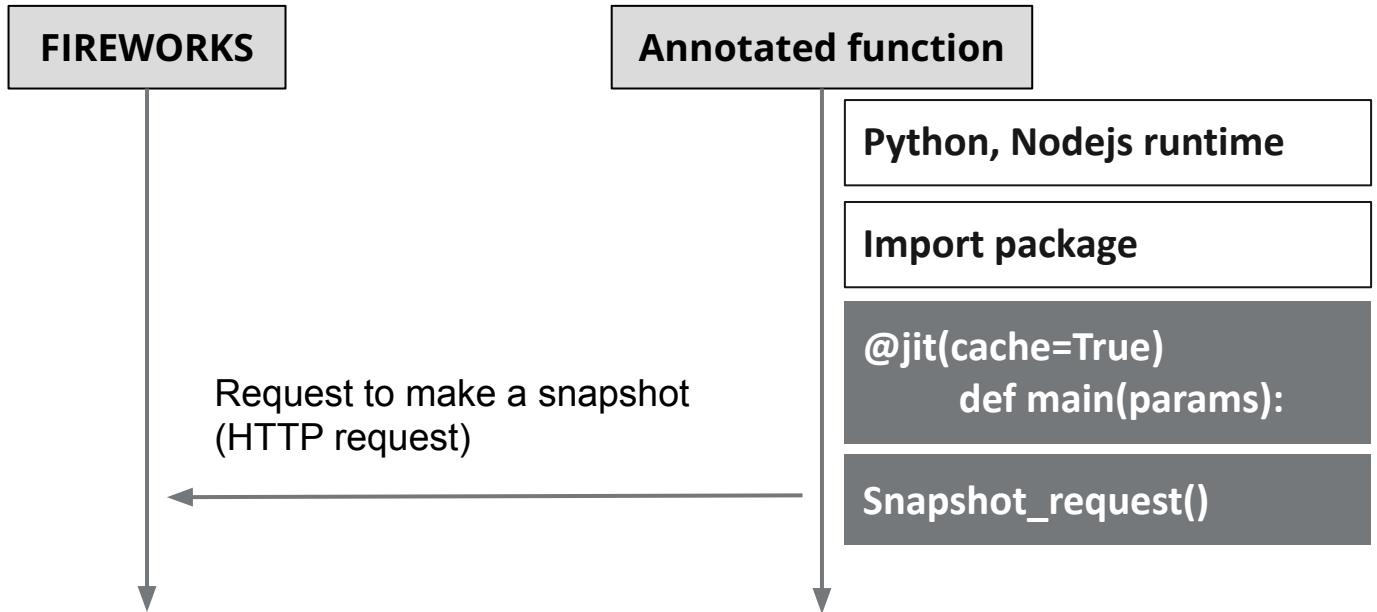 FIREWORKS
Annotated function
Python, Nodejs runtime
Import package
@jit(cache=True)
def main(params):
Request to make a snapshot
(HTTP request)
Snapshot_request()